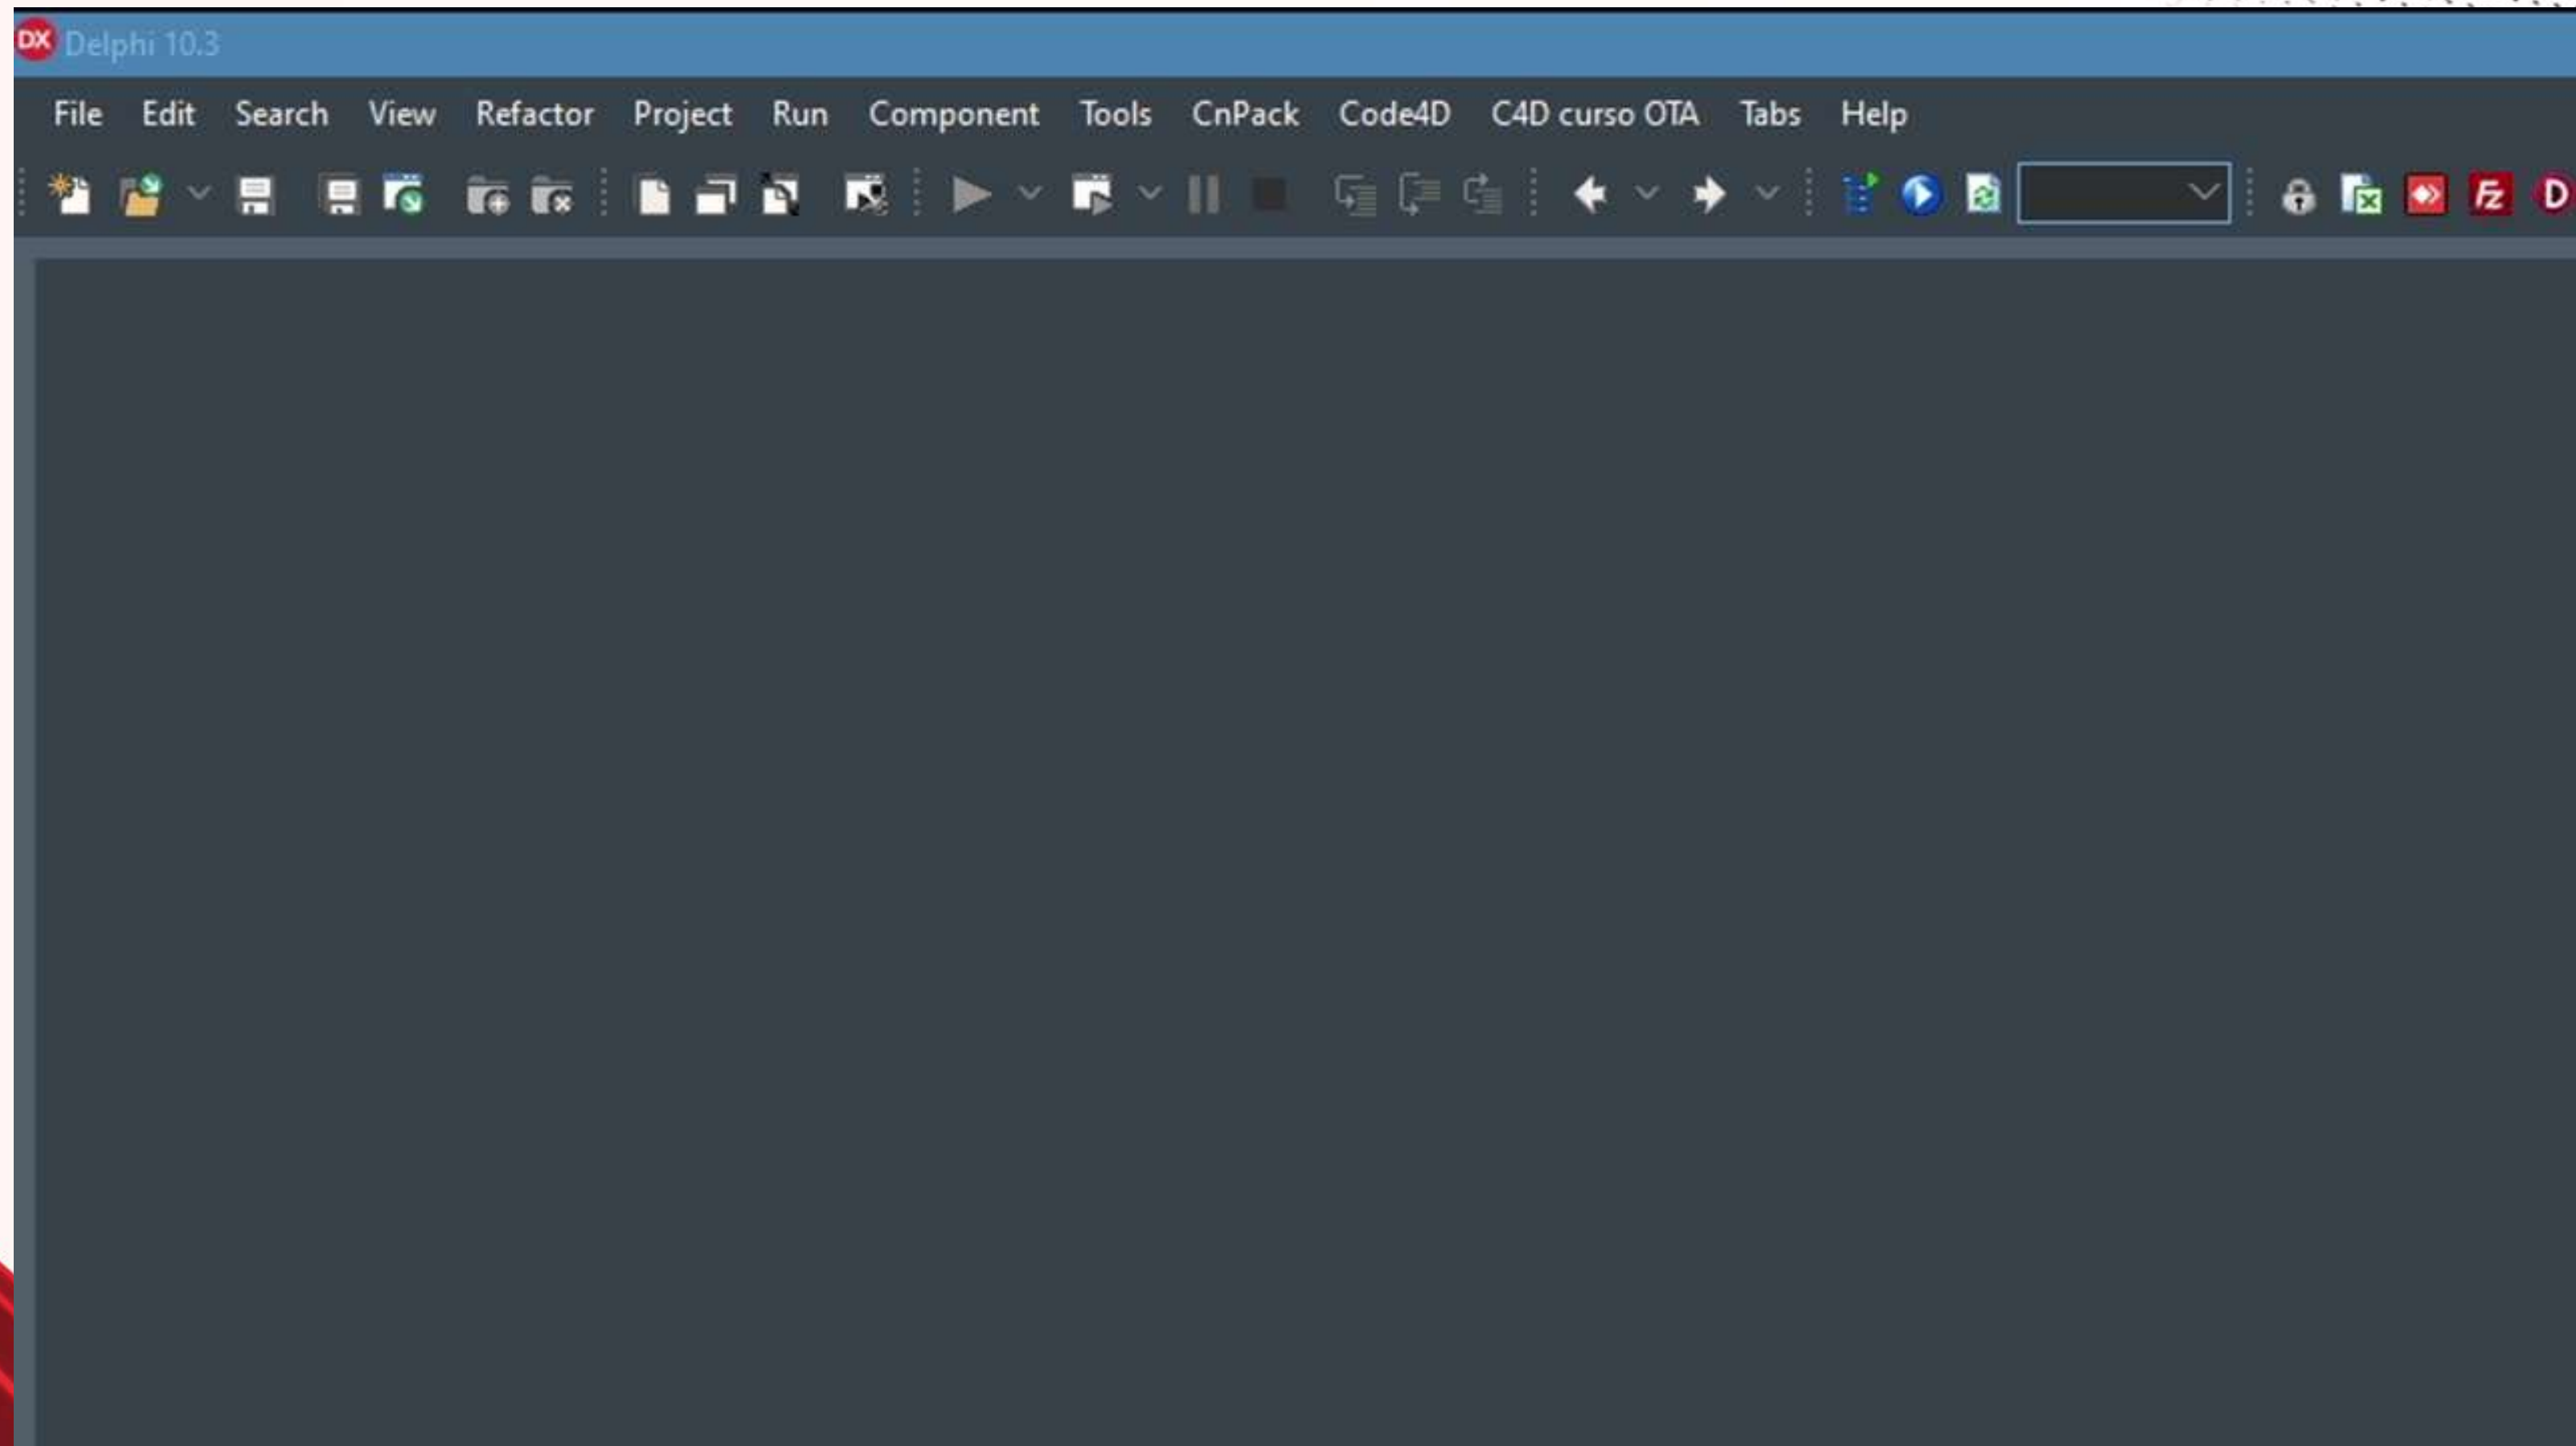 DX Delphi 10.3
File Edit Search View Refactor Project Run Component Tools CnPack Code4D C4D curso OTA Tabs Help
Fz D